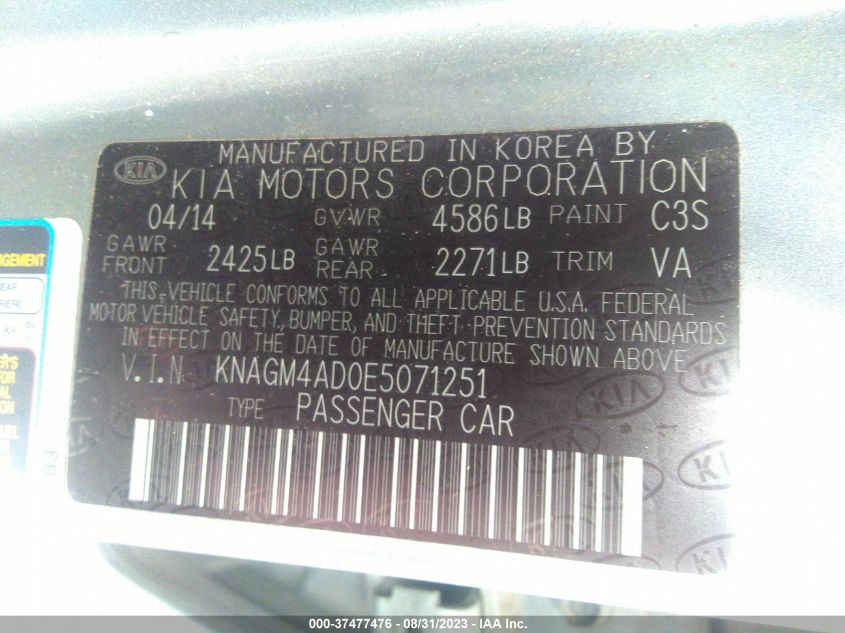 MANUFACTURED IN KOREA BY
KIA KIA MOTORS CORPORATION
04/14 GVWR 4586LB PAINT C3S
GAWR FRONT 2425LB GAWR REAR 2271LB TRIM VA
THIS VEHICLE CONFORMS TO ALL APPLICABLE U.S.A. FEDERAL
MOTOR VEHICLE SAFETY, BUMPER, AND THEFT PREVENTION STANDARDS
IN EFFECT ON THE DATE OF MANUFACTURE SHOWN ABOVE
V.I.N KNAGM4AD0E5071251
TYPE PASSENGER CAR
KIA
KIA
000-37477476 - 08/31/2023 - IAA Inc.